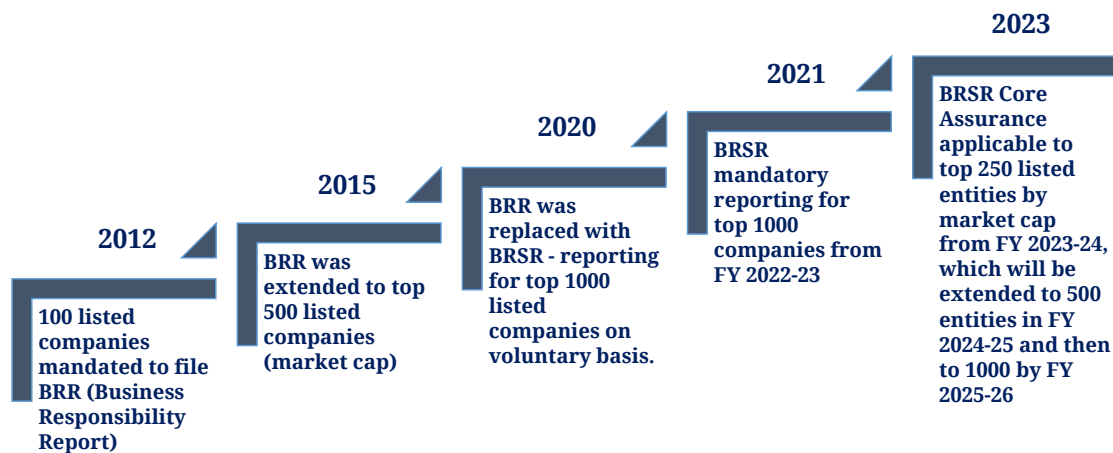 2012
100 listed
companies
mandated to file
BRR (Business
Responsibility
Report)
2015
BRR was
extended to top
500 listed
companies
(market cap)
2020
BRR was
replaced with
BRSR - reporting
for top 1000
listed
companies on
voluntary basis.
2021
BRSR
mandatory
reporting for
top 1000
companies from
FY 2022-23
2023
BRSR Core
Assurance
applicable to
top 250 listed
entities by
market cap
from FY 2023-24,
which will be
extended to 500
entities in FY
2024-25 and then
to 1000 by FY
2025-26